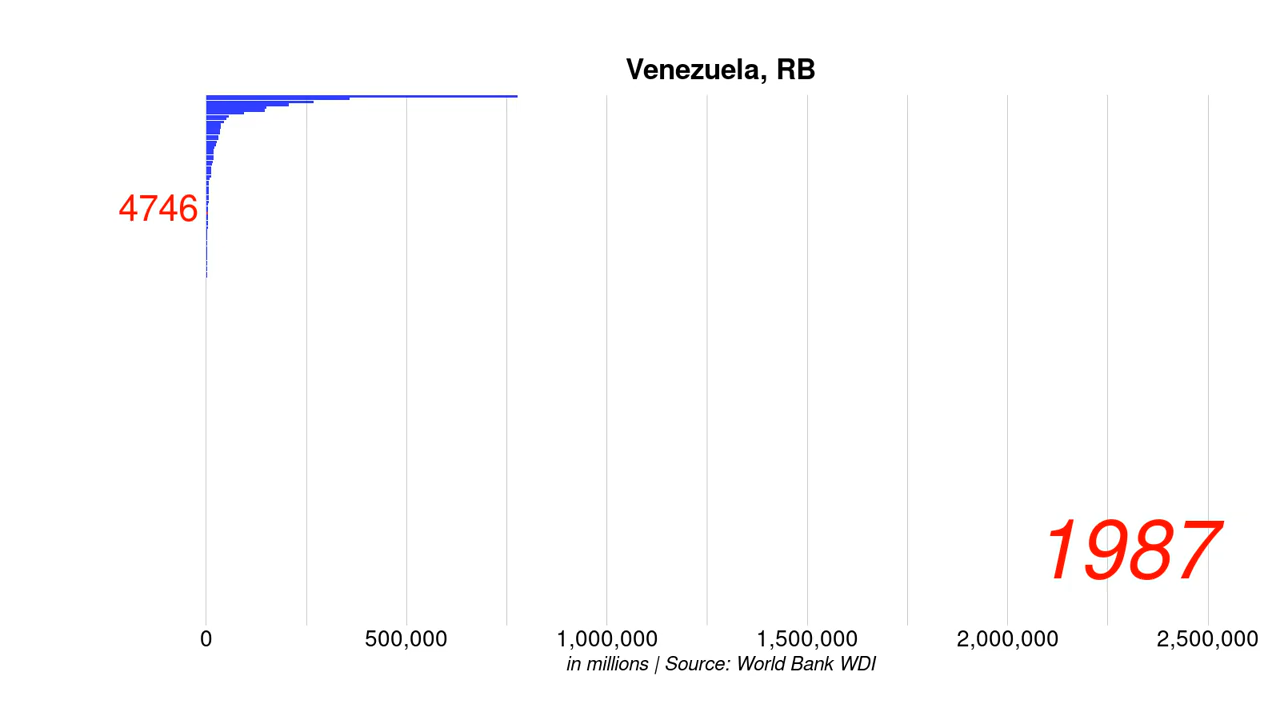 Venezuela, RB
4746
1987
0 500,000 1,000,000 1,500,000 2,000,000 2,500,000
in millions | Source: World Bank WDI